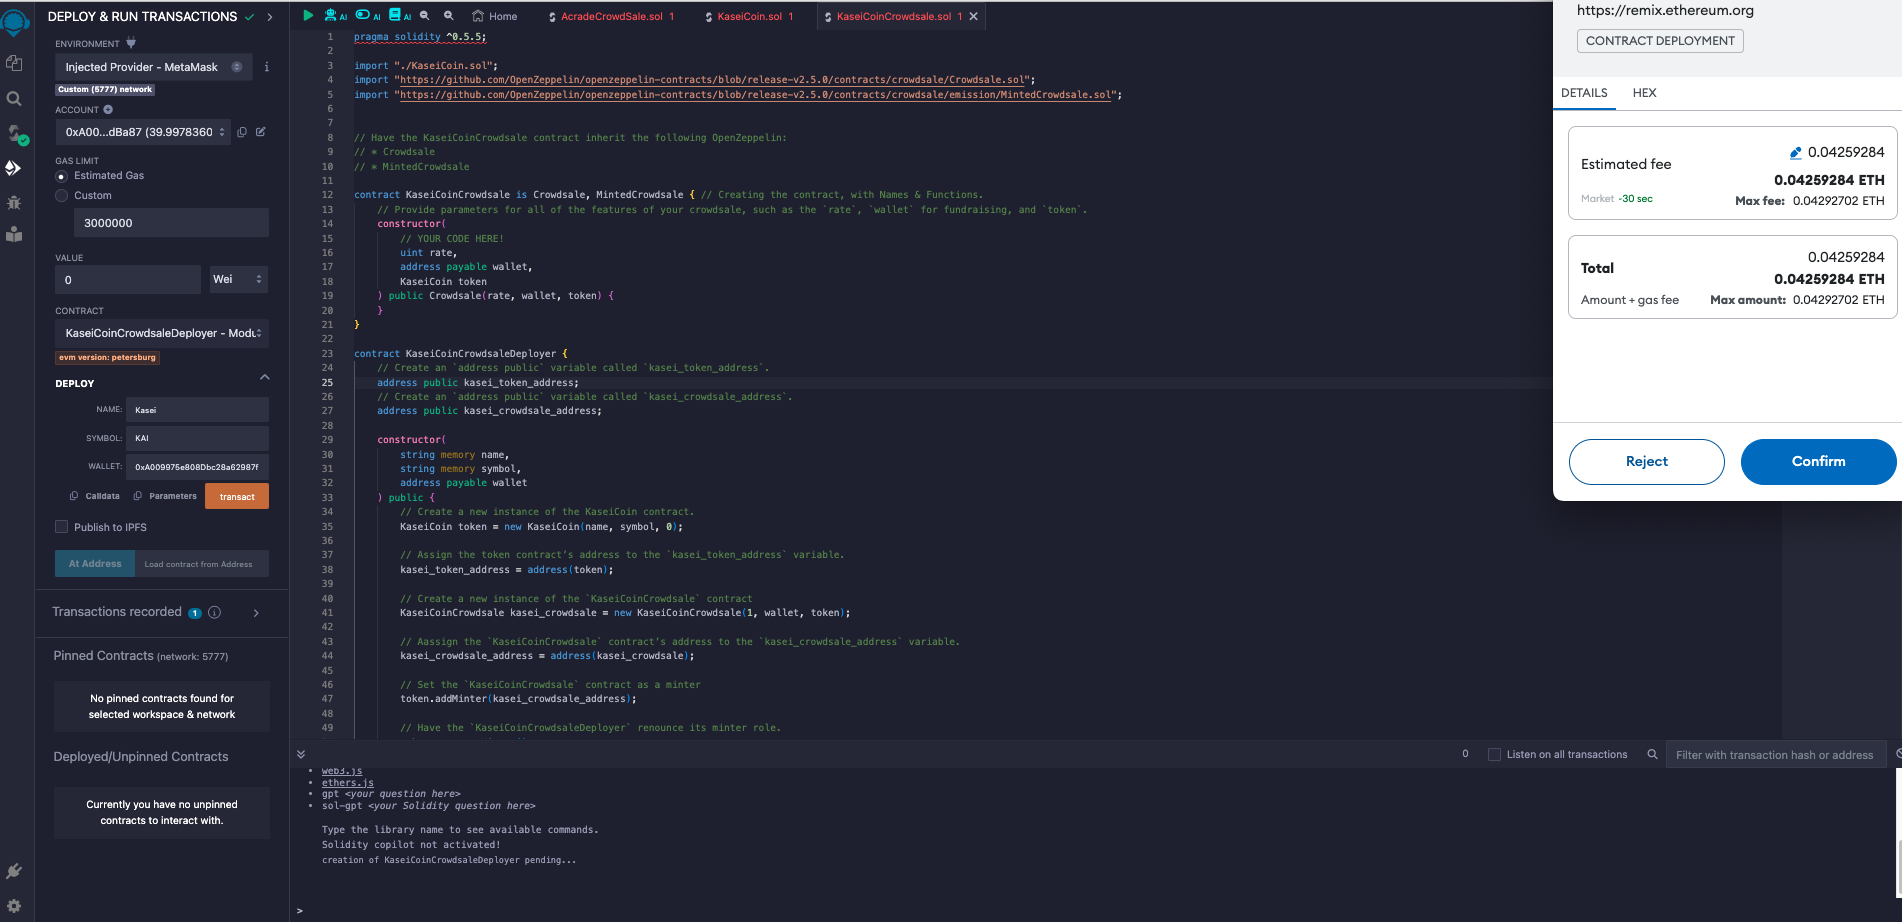 DEPLOY & RUN TRANSACTIONS
ENVIRONMENT
Injected Provider - MetaMask
Custom (5777) network
ACCOUNT
0xA00...dBa87 (39.9978360
GAS LIMIT
Estimated Gas
Custom
3000000
VALUE
0
Wei
CONTRACT
KaseiCoinCrowdsaleDeployer - Modu
evm version: petersburg
DEPLOY
NAME: Kasei
SYMBOL: KAI
WALLET: 0xA009975e808Dbc28a62987f
Calldata Parameters transact
Publish to IPFS
At Address Load contract from Address
Transactions recorded 1 i
Pinned Contracts (network: 5777)
No pinned contracts found for
selected workspace & network
Deployed/Unpinned Contracts
Currently you have no unpinned
contracts to interact with.
AI AI AI Home AcradeCrowdSale.sol 1 KaseiCoin.sol 1 KaseiCoinCrowdsale.sol 1
1 pragma solidity ^0.5.5;
2
3 import "./KaseiCoin.sol";
4 import "https://github.com/OpenZeppelin/openzeppelin-contracts/blob/release-v2.5.0/contracts/crowdsale/Crowdsale.sol";
5 import "https://github.com/OpenZeppelin/openzeppelin-contracts/blob/release-v2.5.0/contracts/crowdsale/emission/MintedCrowdsale.sol";
6
7
8 // Have the KaseiCoinCrowdsale contract inherit the following OpenZeppelin:
9 // * Crowdsale
10 // * MintedCrowdsale
11
12 contract KaseiCoinCrowdsale is Crowdsale, MintedCrowdsale { // Creating the contract, with Names & Functions.
13 // Provide parameters for all of the features of your crowdsale, such as the `rate`, `wallet` for fundraising, and `token`.
14 constructor(
15 // YOUR CODE HERE!
16 uint rate,
17 address payable wallet,
18 KaseiCoin token
19 ) public Crowdsale(rate, wallet, token) {
20 }
21 }
22
23 contract KaseiCoinCrowdsaleDeployer {
24 // Create an `address public` variable called `kasei_token_address`.
25 address public kasei_token_address;
26 // Create an `address public` variable called `kasei_crowdsale_address`.
27 address public kasei_crowdsale_address;
28
29 constructor(
30 string memory name,
31 string memory symbol,
32 address payable wallet
33 ) public {
34 // Create a new instance of the KaseiCoin contract.
35 KaseiCoin token = new KaseiCoin(name, symbol, 0);
36
37 // Assign the token contract's address to the `kasei_token_address` variable.
38 kasei_token_address = address(token);
39
40 // Create a new instance of the `KaseiCoinCrowdsale` contract
41 KaseiCoinCrowdsale kasei_crowdsale = new KaseiCoinCrowdsale(1, wallet, token);
42
43 // Aassign the `KaseiCoinCrowdsale` contract's address to the `kasei_crowdsale_address` variable.
44 kasei_crowdsale_address = address(kasei_crowdsale);
45
46 // Set the `KaseiCoinCrowdsale` contract as a minter
47 token.addMinter(kasei_crowdsale_address);
48
49 // Have the `KaseiCoinCrowdsaleDeployer` renounce its minter role.
0 Listen on all transactions Filter with transaction hash or address
• web3.js
• ethers.js
• gpt <your question here>
• sol-gpt <your Solidity question here>
Type the library name to see available commands.
Solidity copilot not activated!
creation of KaseiCoinCrowdsaleDeployer pending...
>
https://remix.ethereum.org
CONTRACT DEPLOYMENT
DETAILS HEX
Estimated fee 0.04259284
0.04259284 ETH
Market ~30 sec Max fee: 0.04292702 ETH
0.04259284
Total 0.04259284 ETH
Amount + gas fee Max amount: 0.04292702 ETH
Reject Confirm